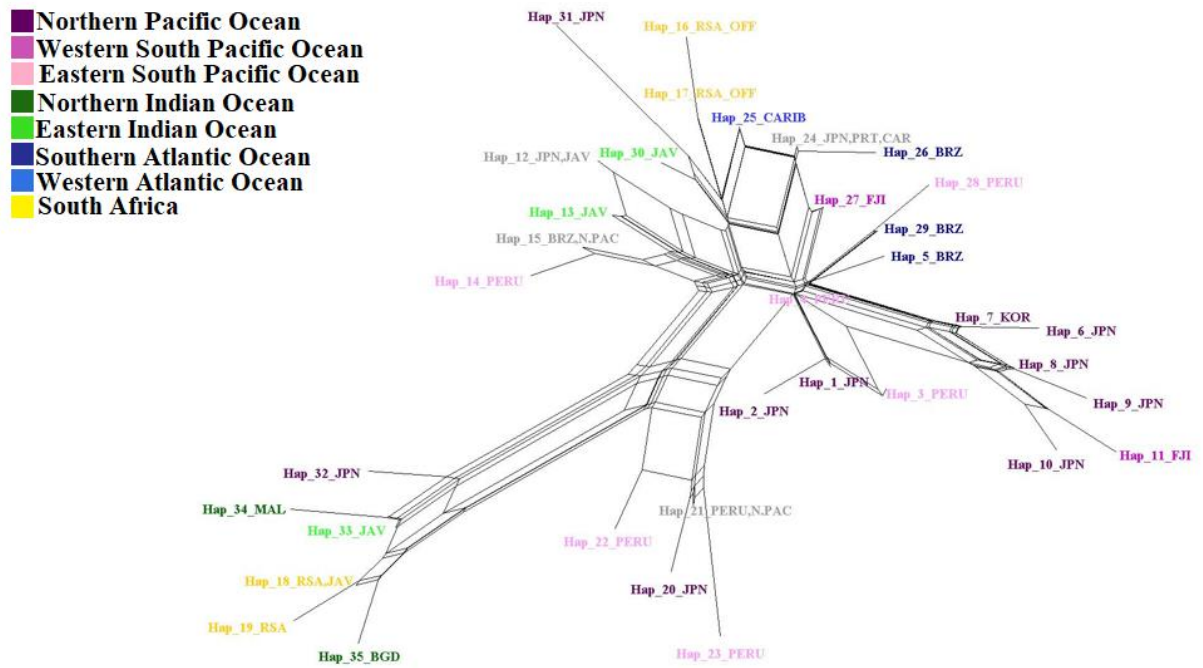 Northern Pacific Ocean
Western South Pacific Ocean
Eastern South Pacific Ocean
Northern Indian Ocean
Eastern Indian Ocean
Southern Atlantic Ocean
Western Atlantic Ocean
South Africa
Hap_31_JPN
Hap_16_RSA_OFF
Hap_17_RSA_OFF
Hap_25_CARIB
Hap_24_JPN,PRT,CAR
Hap_26_BRZ
Hap_12_JPN,JAV
Hap_30_JAV
Hap_28_PERU
Hap_27_FJI
Hap_13_JAV
Hap_29_BRZ
Hap_15_BRZ,N.PAC
Hap_5_BRZ
Hap_14_PERU
Hap_4_PERU
Hap_7_KOR
Hap_6_JPN
Hap_8_JPN
Hap_1_JPN
Hap_3_PERU
Hap_9_JPN
Hap_2_JPN
Hap_11_FJI
Hap_10_JPN
Hap_32_JPN
Hap_34_MAL
Hap_21_PERU,N.PAC
Hap_33_JAV
Hap_22_PERU
Hap_18_RSA,JAV
Hap_20_JPN
Hap_19_RSA
Hap_35_BGD
Hap_23_PERU